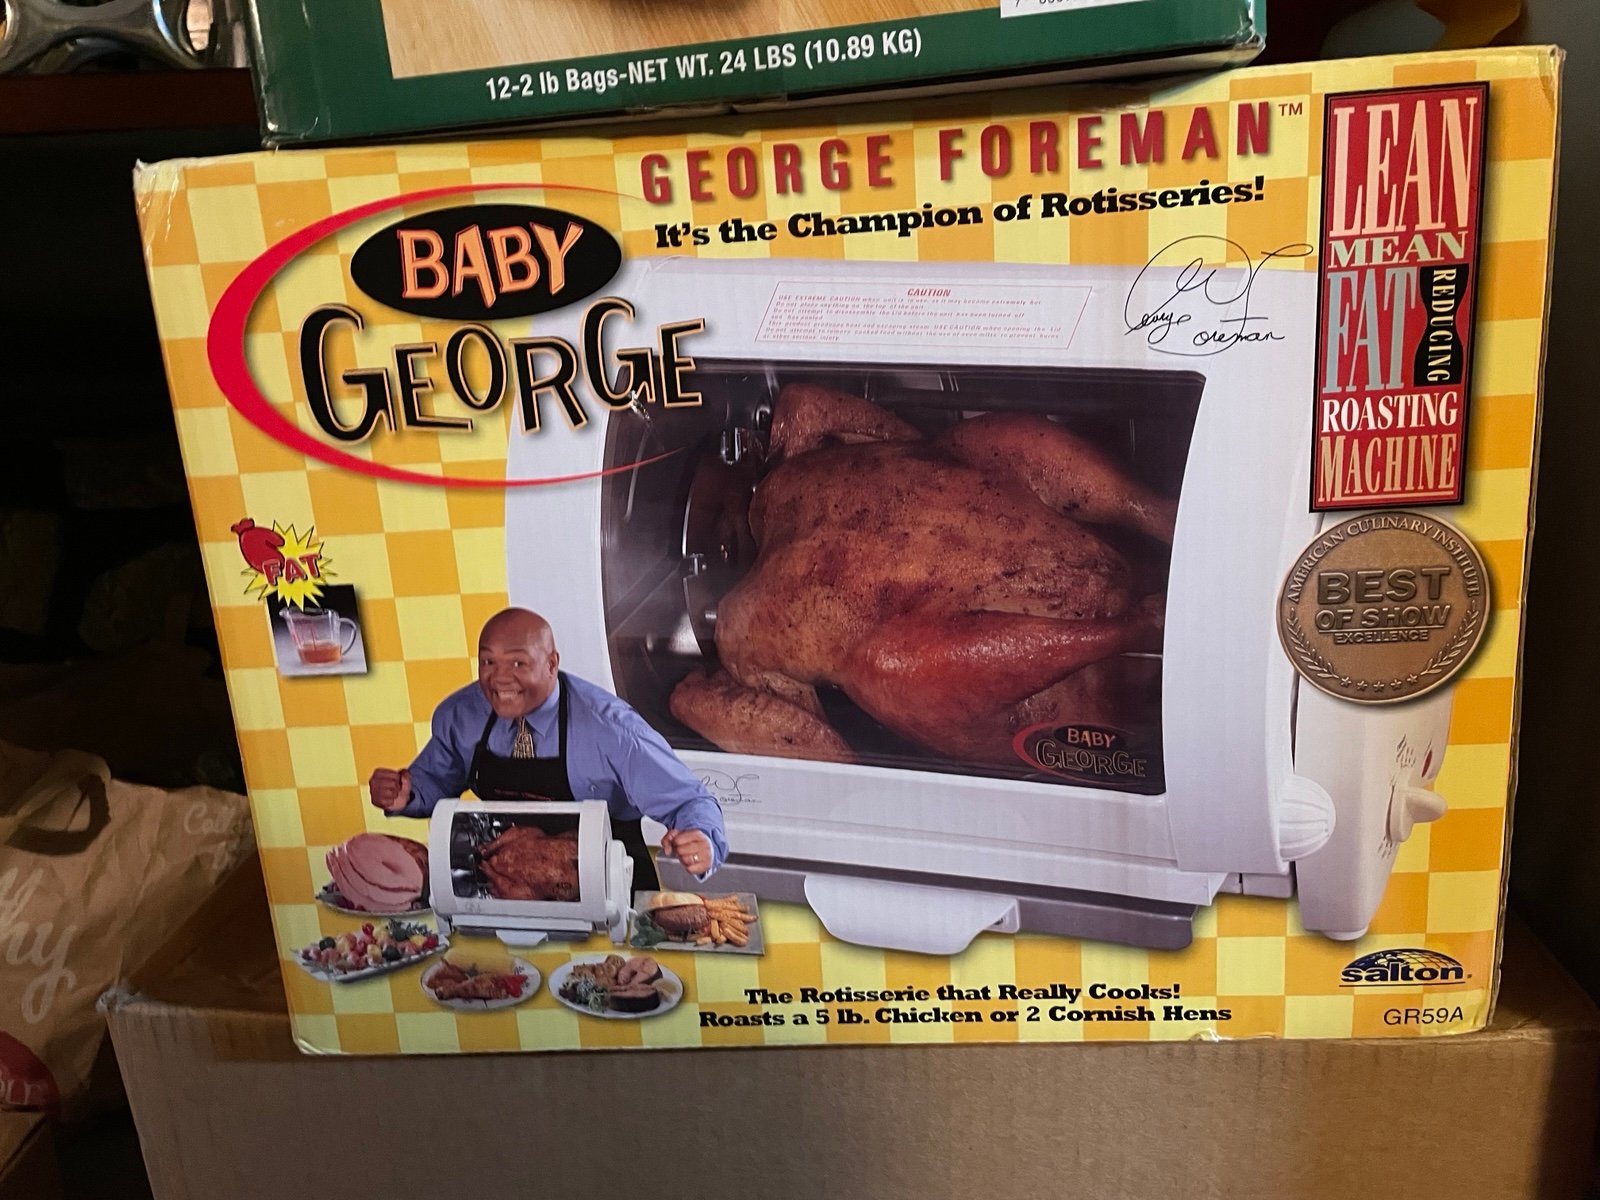 12-2 lb Bags-NET WT. 24 LBS (10.89 KG)
GEORGE FOREMAN™
It's the Champion of Rotisseries!
BABY
GEORGE
LEAN
MEAN
FAT
REDUCING
ROASTING
MACHINE
CAUTION
George Foreman
AMERICAN CULINARY INSTITUTE
BEST
OF SHOW
EXCELLENCE
FAT
BABY
GEORGE
The Rotisserie that Really Cooks!
Roasts a 5 lb. Chicken or 2 Cornish Hens
salton.
GR59A